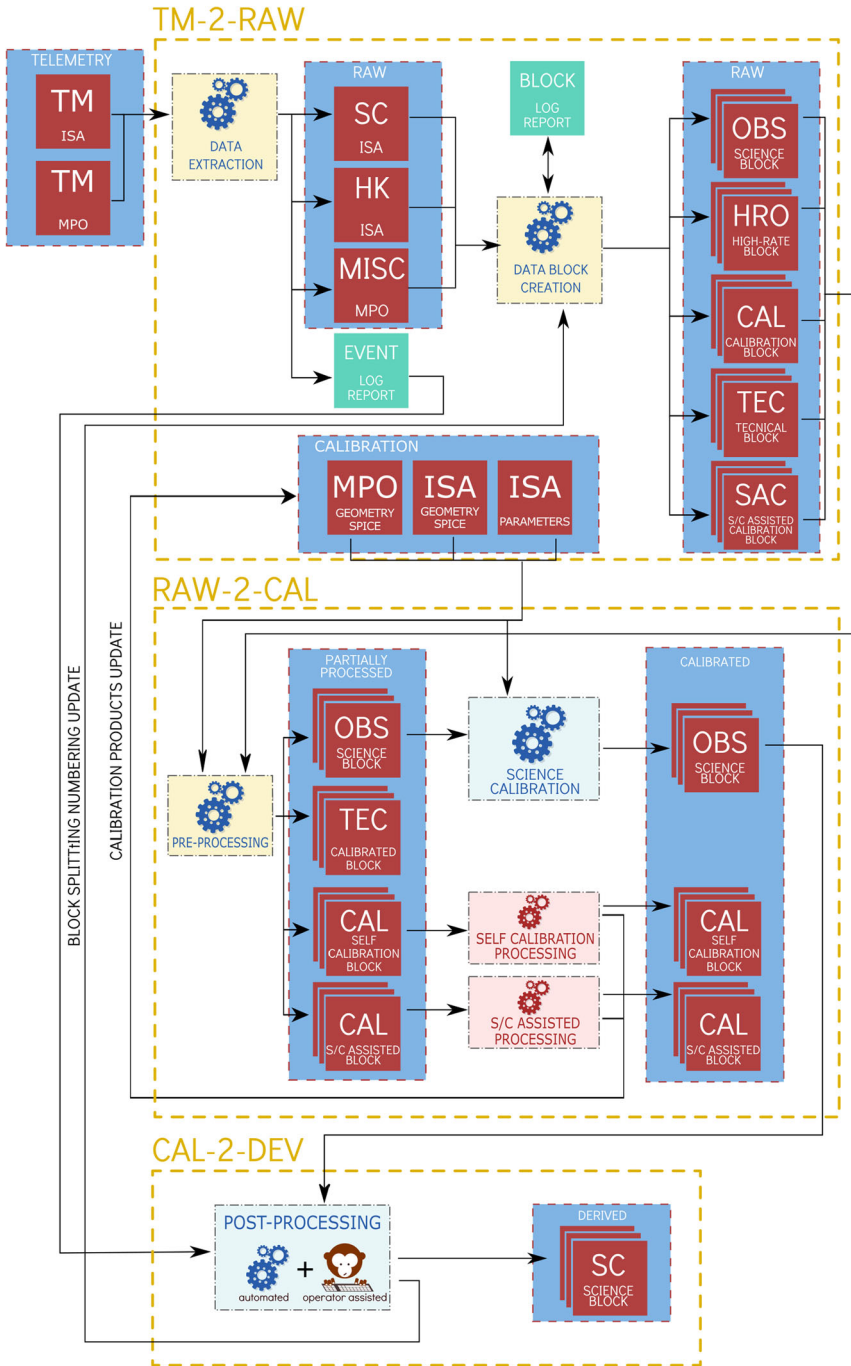 TM-2-RAW
TELEMETRY
TM
ISA
TM
MPO
DATA
EXTRACTION
RAW
SC
ISA
HK
ISA
MISC
MPO
EVENT
LOG
REPORT
BLOCK
LOG
REPORT
DATA BLOCK
CREATION
RAW
OBS
SCIENCE
BLOCK
HRO
HIGH-RATE
BLOCK
CAL
CALIBRATION
BLOCK
TEC
TECNICAL
BLOCK
SAC
S/C ASSISTED
CALIBRATION
BLOCK
CALIBRATION
MPO
GEOMETRY
SPICE
ISA
GEOMETRY
SPICE
ISA
PARAMETERS
BLOCK SPLITTING NUMBERING UPDATE
CALIBRATION PRODUCTS UPDATE
RAW-2-CAL
PRE-PROCESSING
PARTIALLY
PROCESSED
OBS
SCIENCE
BLOCK
TEC
CALIBRATED
BLOCK
CAL
SELF
CALIBRATION
BLOCK
CAL
S/C ASSISTED
BLOCK
SCIENCE
CALIBRATION
SELF CALIBRATION
PROCESSING
S/C ASSISTED
PROCESSING
CALIBRATED
OBS
SCIENCE
BLOCK
CAL
SELF
CALIBRATION
BLOCK
CAL
S/C ASSISTED
BLOCK
CAL-2-DEV
POST-PROCESSING
+
automated
operator assisted
DERIVED
SC
SCIENCE
BLOCK